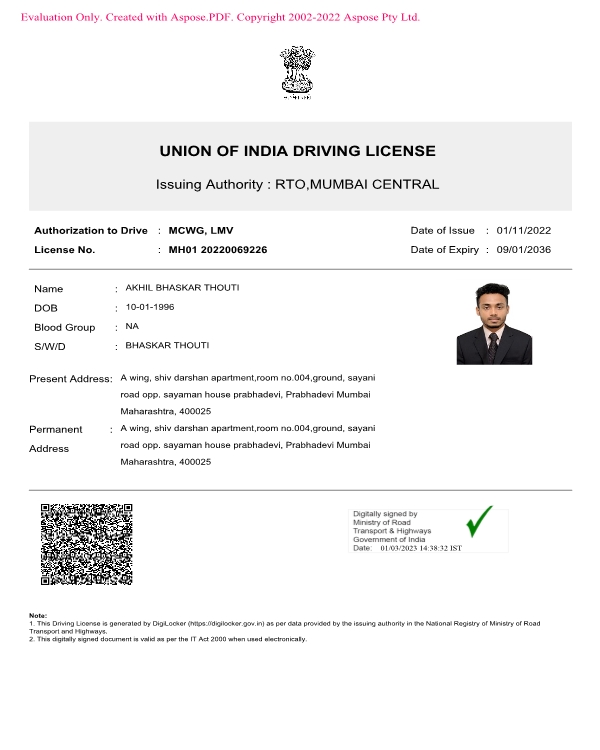 Evaluation Only. Created with Aspose.PDF. Copyright 2002-2022 Aspose Pty Ltd.
सत्यमेव जयते
UNION OF INDIA DRIVING LICENSE
Issuing Authority : RTO,MUMBAI CENTRAL
Authorization to Drive : MCWG, LMV Date of Issue : 01/11/2022
License No. : MH01 20220069226 Date of Expiry : 09/01/2036
Name : AKHIL BHASKAR THOUTI
DOB : 10-01-1996
Blood Group : NA
S/W/D : BHASKAR THOUTI
Present Address: A wing, shiv darshan apartment,room no.004,ground, sayani
road opp. sayaman house prabhadevi, Prabhadevi Mumbai
Maharashtra, 400025
Permanent : A wing, shiv darshan apartment,room no.004,ground, sayani
Address road opp. sayaman house prabhadevi, Prabhadevi Mumbai
Maharashtra, 400025
Digitally signed by
Ministry of Road
Transport & Highways
Government of India
Date: 01/03/2023 14:38:32 IST
Note:
1. This Driving License is generated by DigiLocker (https://digilocker.gov.in) as per data provided by the issuing authority in the National Registry of Ministry of Road
Transport and Highways.
2. This digitally signed document is valid as per the IT Act 2000 when used electronically.